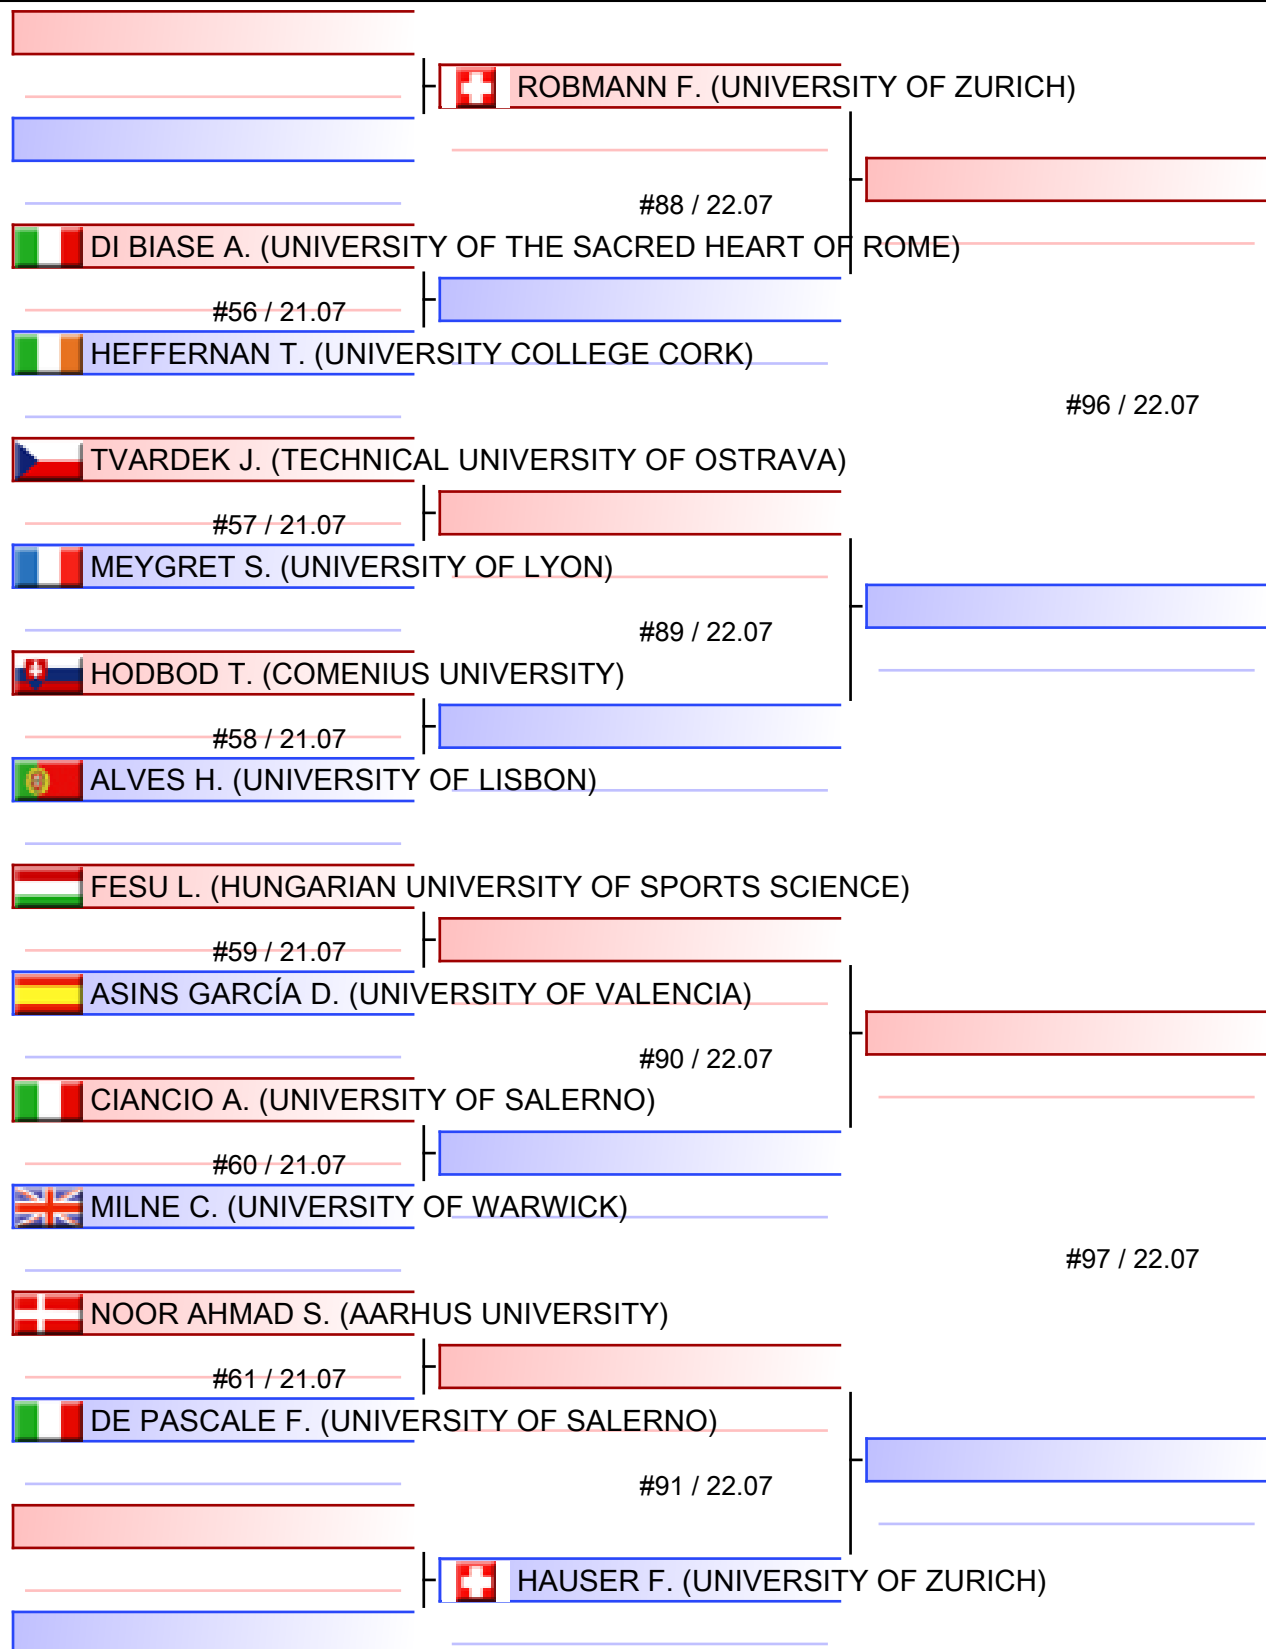 ROBMANN F. (UNIVERSITY OF ZURICH)
#88 / 22.07
DI BIASE A. (UNIVERSITY OF THE SACRED HEART OF ROME)
#56 / 21.07
HEFFERNAN T. (UNIVERSITY COLLEGE CORK)
#96 / 22.07
TVARDEK J. (TECHNICAL UNIVERSITY OF OSTRAVA)
#57 / 21.07
MEYGRET S. (UNIVERSITY OF LYON)
#89 / 22.07
HODBOD T. (COMENIUS UNIVERSITY)
#58 / 21.07
ALVES H. (UNIVERSITY OF LISBON)
FESU L. (HUNGARIAN UNIVERSITY OF SPORTS SCIENCE)
#59 / 21.07
ASINS GARCÍA D. (UNIVERSITY OF VALENCIA)
#90 / 22.07
CIANCIO A. (UNIVERSITY OF SALERNO)
#60 / 21.07
MILNE C. (UNIVERSITY OF WARWICK)
#97 / 22.07
NOOR AHMAD S. (AARHUS UNIVERSITY)
#61 / 21.07
DE PASCALE F. (UNIVERSITY OF SALERNO)
#91 / 22.07
HAUSER F. (UNIVERSITY OF ZURICH)